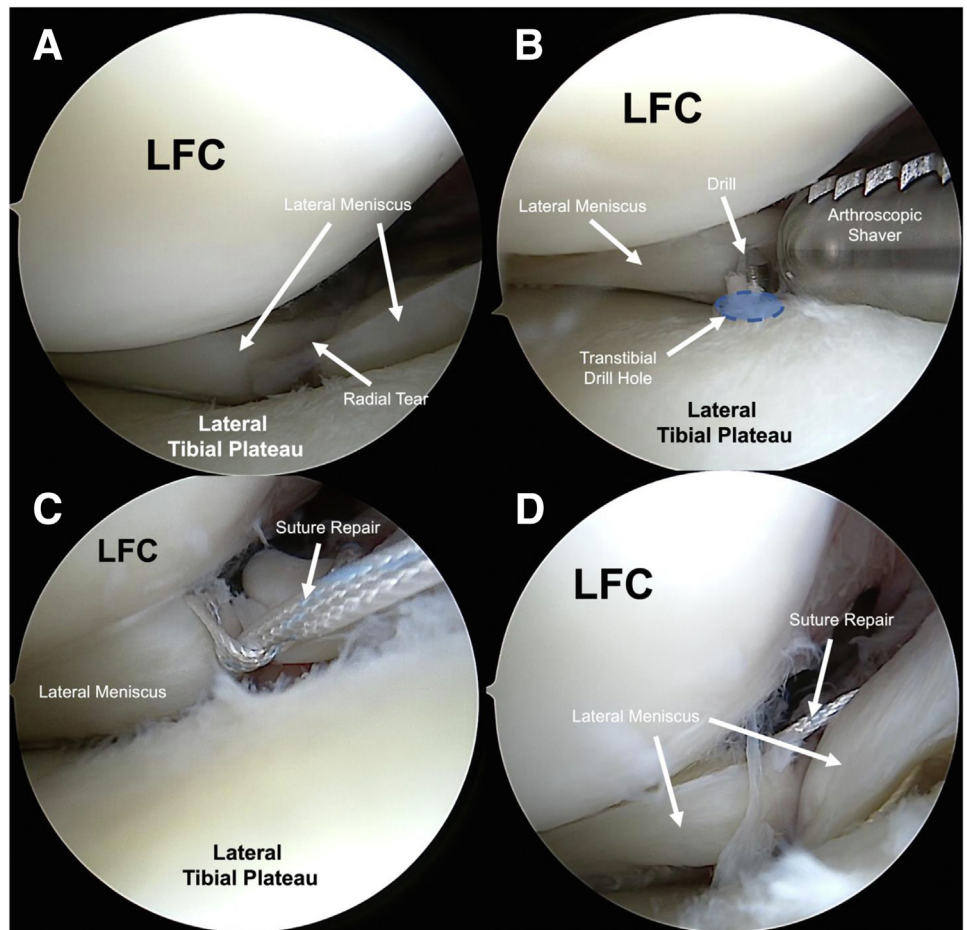 A
LFC
Lateral Meniscus
Radial Tear
Lateral
Tibial Plateau
B
LFC
Drill
Lateral Meniscus
Arthroscopic
Shaver
Transtibial
Drill Hole
Lateral
Tibial Plateau
C
LFC
Suture Repair
Lateral Meniscus
Lateral
Tibial Plateau
D
LFC
Suture Repair
Lateral Meniscus